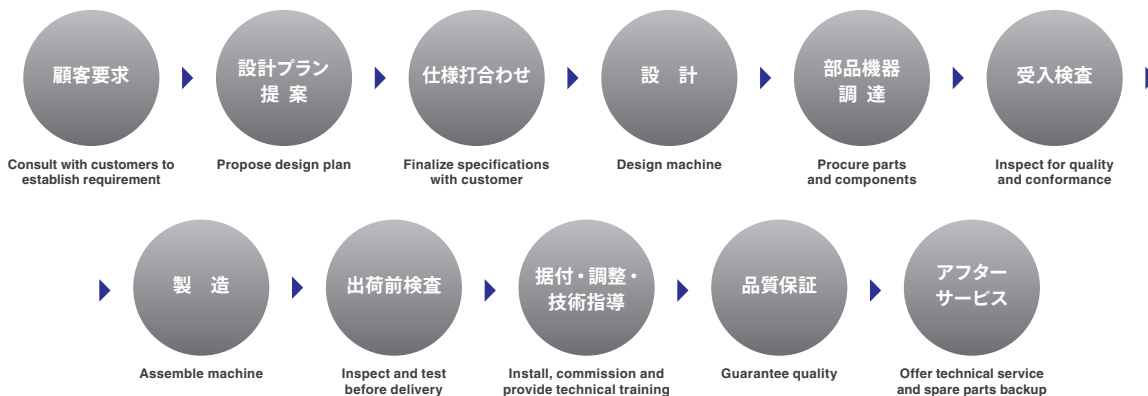 顧客要求
Consult with customers to
establish requirement
設計プラン
提 案
Propose design plan
仕様打合わせ
Finalize specifications
with customer
設　計
Design machine
部品機器
調 達
Procure parts
and components
受入検査
Inspect for quality
and conformance
製　造
Assemble machine
出荷前検査
Inspect and test
before delivery
据付・調整・
技術指導
Install, commission and
provide technical training
品質保証
Guarantee quality
アフター
サービス
Offer technical service
and spare parts backup